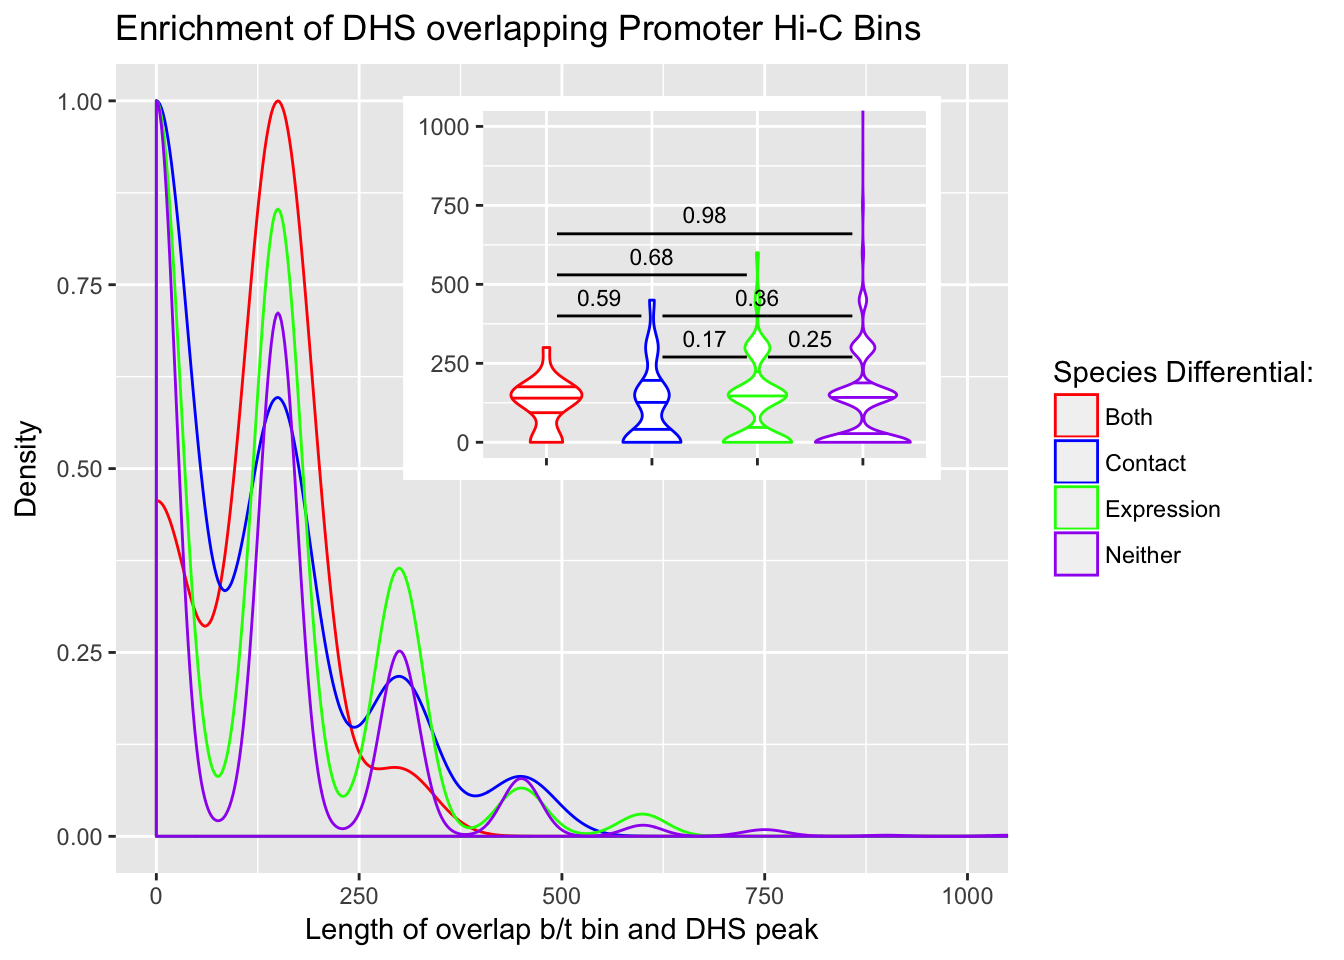 Enrichment of DHS overlapping Promoter Hi-C Bins
1.00
0.75
0.50
0.25
0.00
Density
0
250
500
750
1000
Length of overlap b/t bin and DHS peak
1000
750
500
250
0
0.98
0.68
0.59
0.36
0.17
0.25
Species Differential:
Both
Contact
Expression
Neither